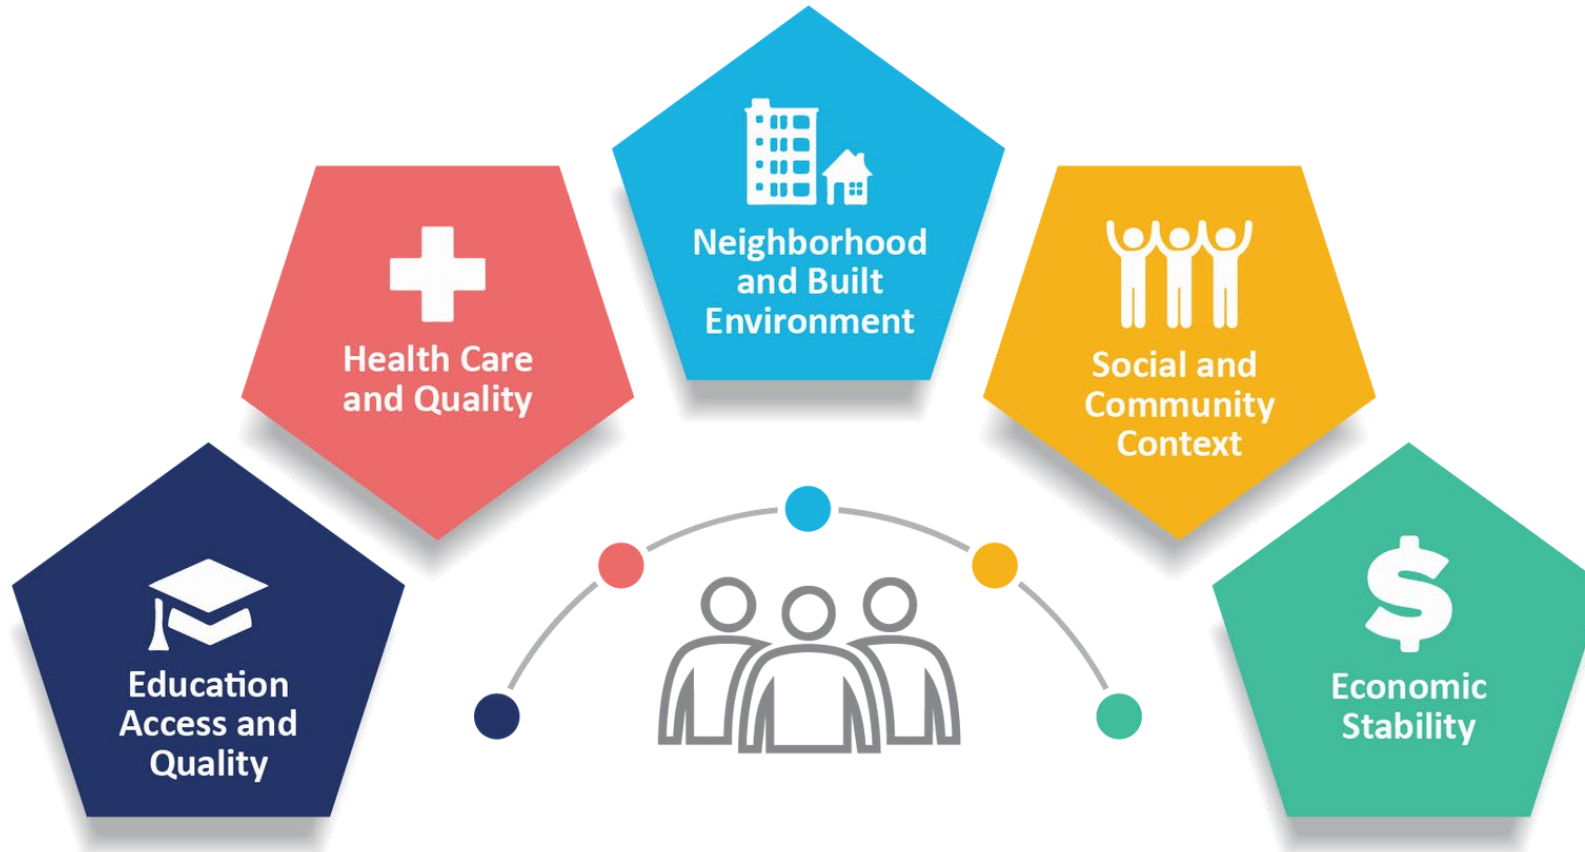 Education
Access and
Quality
Health Care
and Quality
Neighborhood
and Built
Environment
Social and
Community
Context
$
Economic
Stability